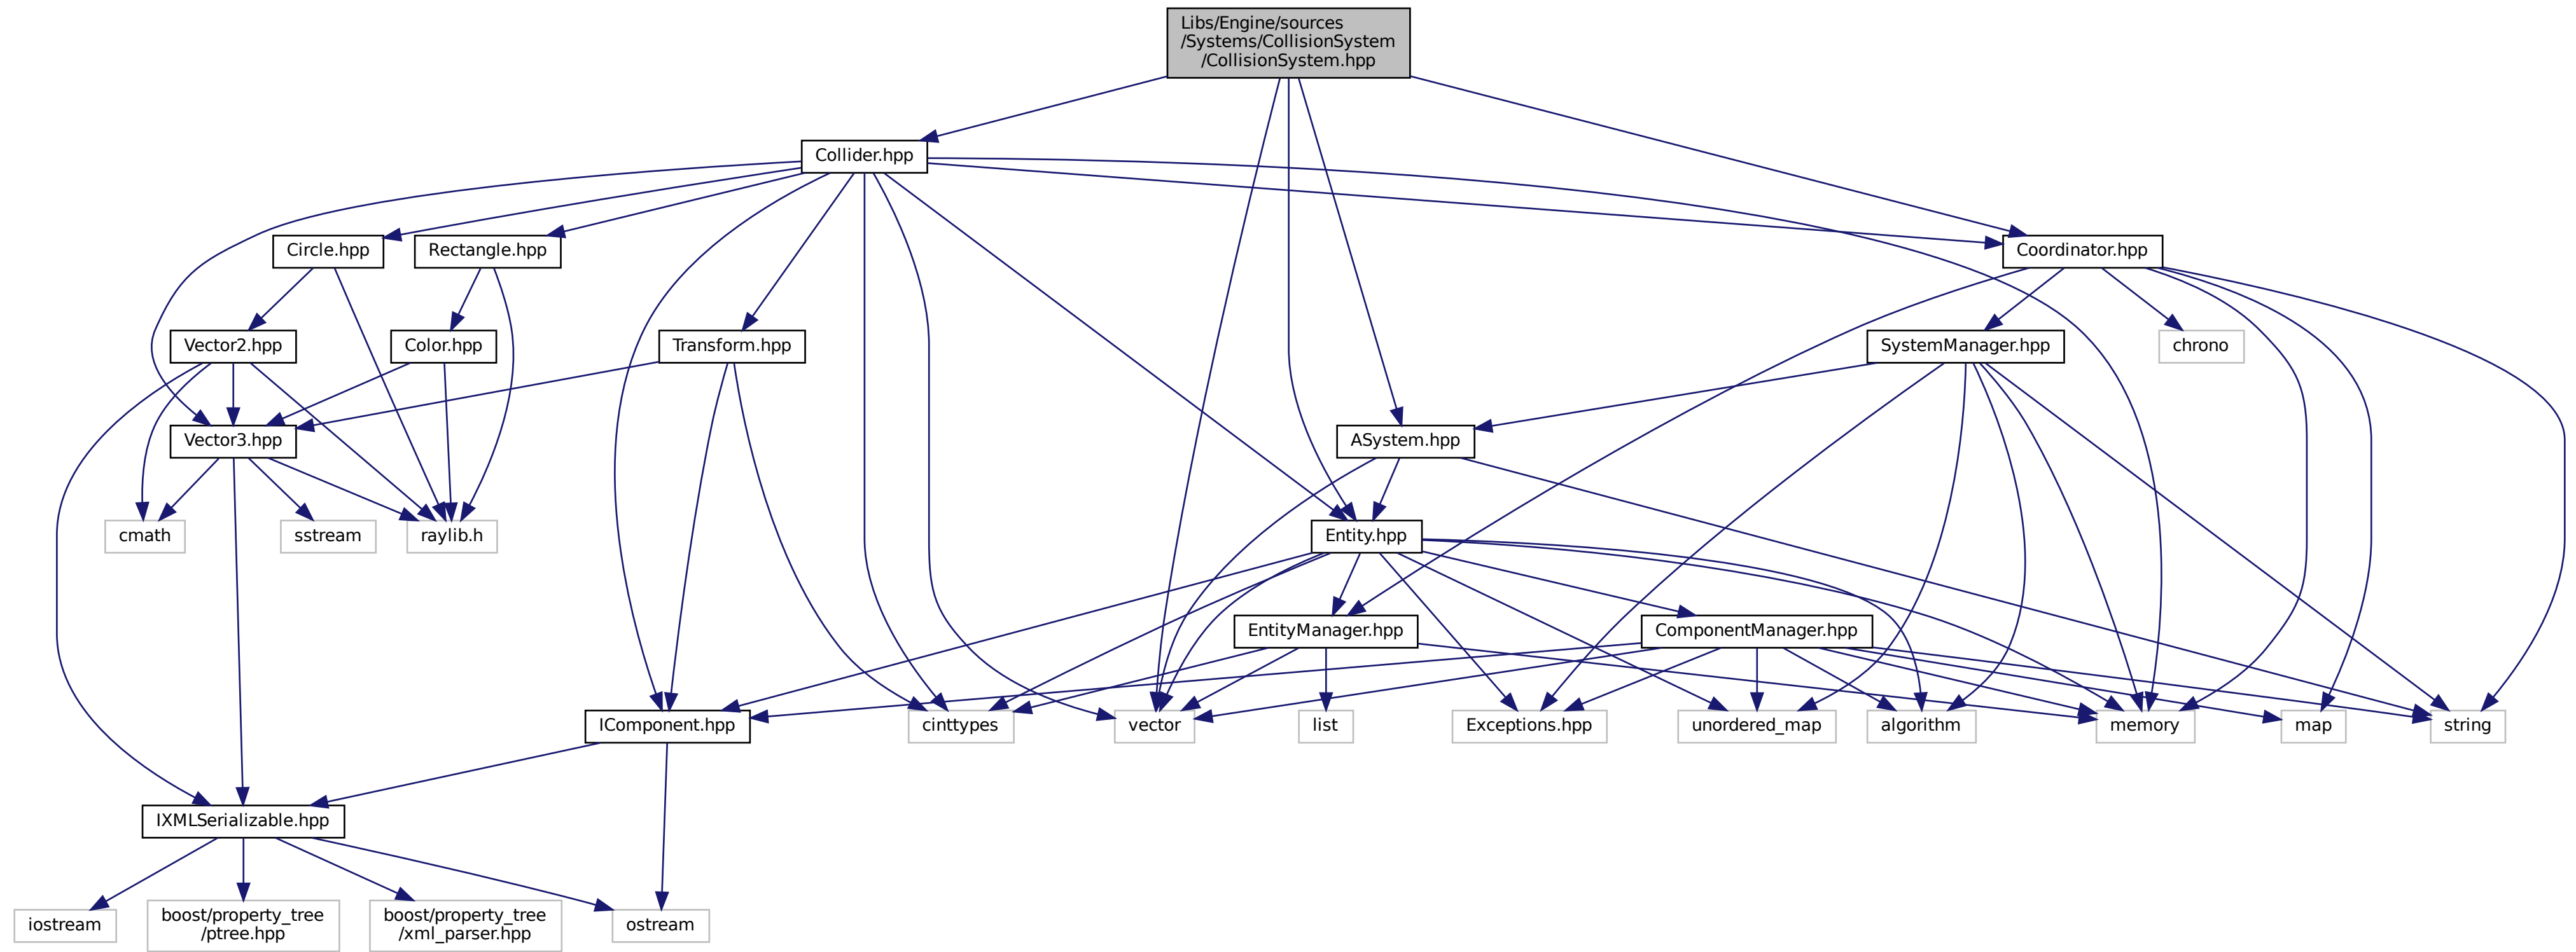 Libs/Engine/sources
/Systems/CollisionSystem
/CollisionSystem.hpp
Collider.hpp
Circle.hpp
Rectangle.hpp
Coordinator.hpp
Vector2.hpp
Color.hpp
Transform.hpp
SystemManager.hpp
chrono
Vector3.hpp
ASystem.hpp
cmath
sstream
raylib.h
Entity.hpp
EntityManager.hpp
ComponentManager.hpp
IComponent.hpp
cinttypes
vector
list
Exceptions.hpp
unordered_map
algorithm
memory
map
string
IXMLSerializable.hpp
iostream
boost/property_tree
/ptree.hpp
boost/property_tree
/xml_parser.hpp
ostream